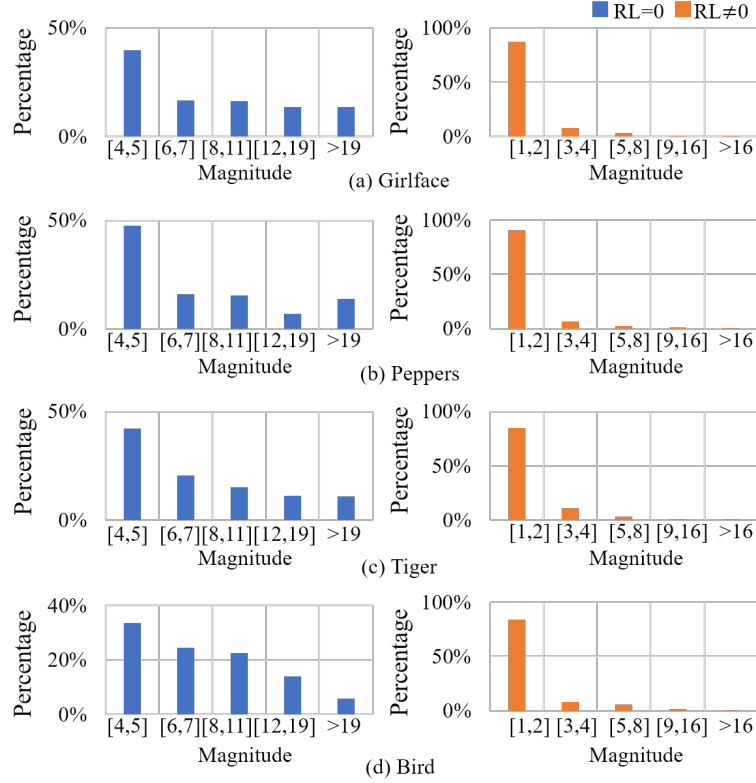 RL=0 RL≠0
50%
0%
Percentage
[4,5] [6,7] [8,11] [12,19] >19
Magnitude
100%
50%
0%
Percentage
[1,2] [3,4] [5,8] [9,16] >16
Magnitude
(a) Girlface
50%
0%
Percentage
[4,5] [6,7] [8,11] [12,19] >19
Magnitude
100%
50%
0%
Percentage
[1,2] [3,4] [5,8] [9,16] >16
Magnitude
(b) Peppers
50%
0%
Percentage
[4,5] [6,7] [8,11] [12,19] >19
Magnitude
100%
50%
0%
Percentage
[1,2] [3,4] [5,8] [9,16] >16
Magnitude
(c) Tiger
40%
20%
0%
Percentage
[4,5] [6,7] [8,11] [12,19] >19
Magnitude
100%
50%
0%
Percentage
[1,2] [3,4] [5,8] [9,16] >16
Magnitude
(d) Bird